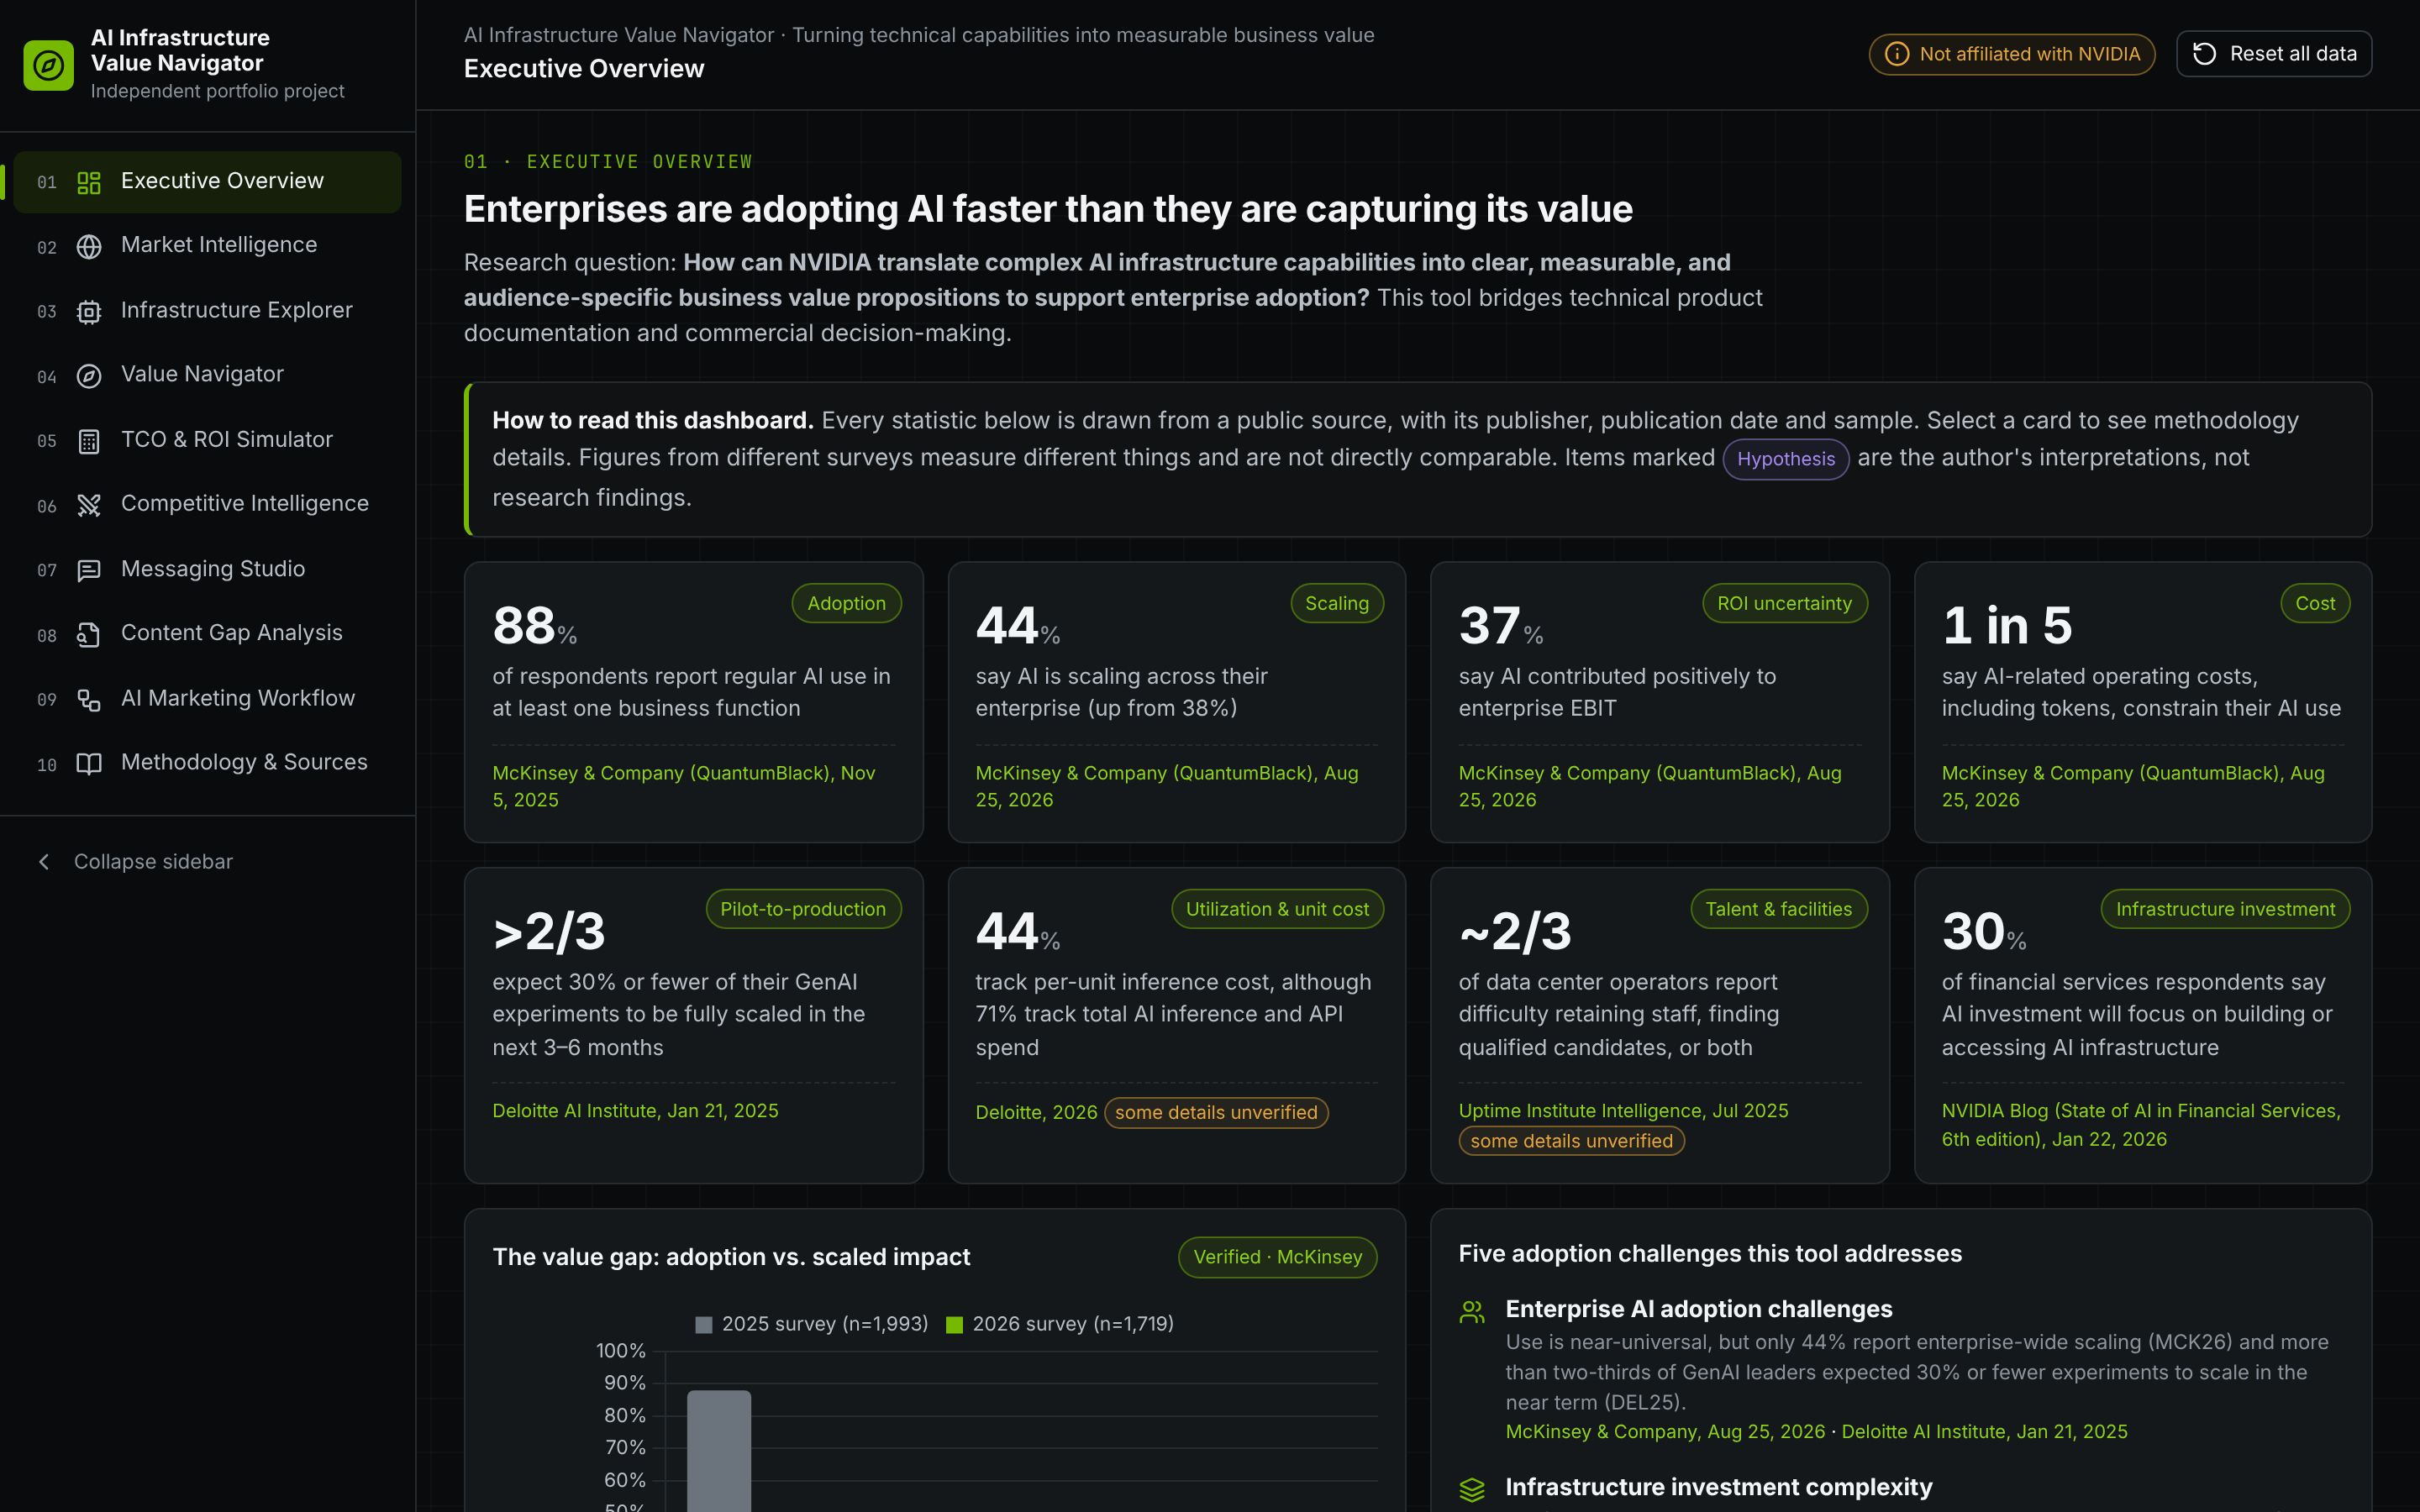 AI Infrastructure
Value Navigator
Independent portfolio project
01 Executive Overview
02 Market Intelligence
03 Infrastructure Explorer
04 Value Navigator
05 TCO & ROI Simulator
06 Competitive Intelligence
07 Messaging Studio
08 Content Gap Analysis
09 AI Marketing Workflow
10 Methodology & Sources
Collapse sidebar
AI Infrastructure Value Navigator · Turning technical capabilities into measurable business value
Executive Overview
Not affiliated with NVIDIA
Reset all data
01 · EXECUTIVE OVERVIEW
Enterprises are adopting AI faster than they are capturing its value
Research question: How can NVIDIA translate complex AI infrastructure capabilities into clear, measurable, and
audience-specific business value propositions to support enterprise adoption? This tool bridges technical product
documentation and commercial decision-making.
How to read this dashboard. Every statistic below is drawn from a public source, with its publisher, publication date and sample. Select a card to see methodology
details. Figures from different surveys measure different things and are not directly comparable. Items marked Hypothesis are the author's interpretations, not
research findings.
Adoption
88%
of respondents report regular AI use in
at least one business function
McKinsey & Company (QuantumBlack), Nov
5, 2025
Scaling
44%
say AI is scaling across their
enterprise (up from 38%)
McKinsey & Company (QuantumBlack), Aug
25, 2026
ROI uncertainty
37%
say AI contributed positively to
enterprise EBIT
McKinsey & Company (QuantumBlack), Aug
25, 2026
Cost
1 in 5
say AI-related operating costs,
including tokens, constrain their AI use
McKinsey & Company (QuantumBlack), Aug
25, 2026
Pilot-to-production
>2/3
expect 30% or fewer of their GenAI
experiments to be fully scaled in the
next 3–6 months
Deloitte AI Institute, Jan 21, 2025
Utilization & unit cost
44%
track per-unit inference cost, although
71% track total AI inference and API
spend
Deloitte, 2026 some details unverified
Talent & facilities
~2/3
of data center operators report
difficulty retaining staff, finding
qualified candidates, or both
Uptime Institute Intelligence, Jul 2025
some details unverified
Infrastructure investment
30%
of financial services respondents say
AI investment will focus on building or
accessing AI infrastructure
NVIDIA Blog (State of AI in Financial Services,
6th edition), Jan 22, 2026
The value gap: adoption vs. scaled impact
Verified · McKinsey
2025 survey (n=1,993) 2026 survey (n=1,719)
100%
90%
80%
70%
60%
50%
Five adoption challenges this tool addresses
Enterprise AI adoption challenges
Use is near-universal, but only 44% report enterprise-wide scaling (MCK26) and more
than two-thirds of GenAI leaders expected 30% or fewer experiments to scale in the
near term (DEL25).
McKinsey & Company, Aug 25, 2026 · Deloitte AI Institute, Jan 21, 2025
Infrastructure investment complexity